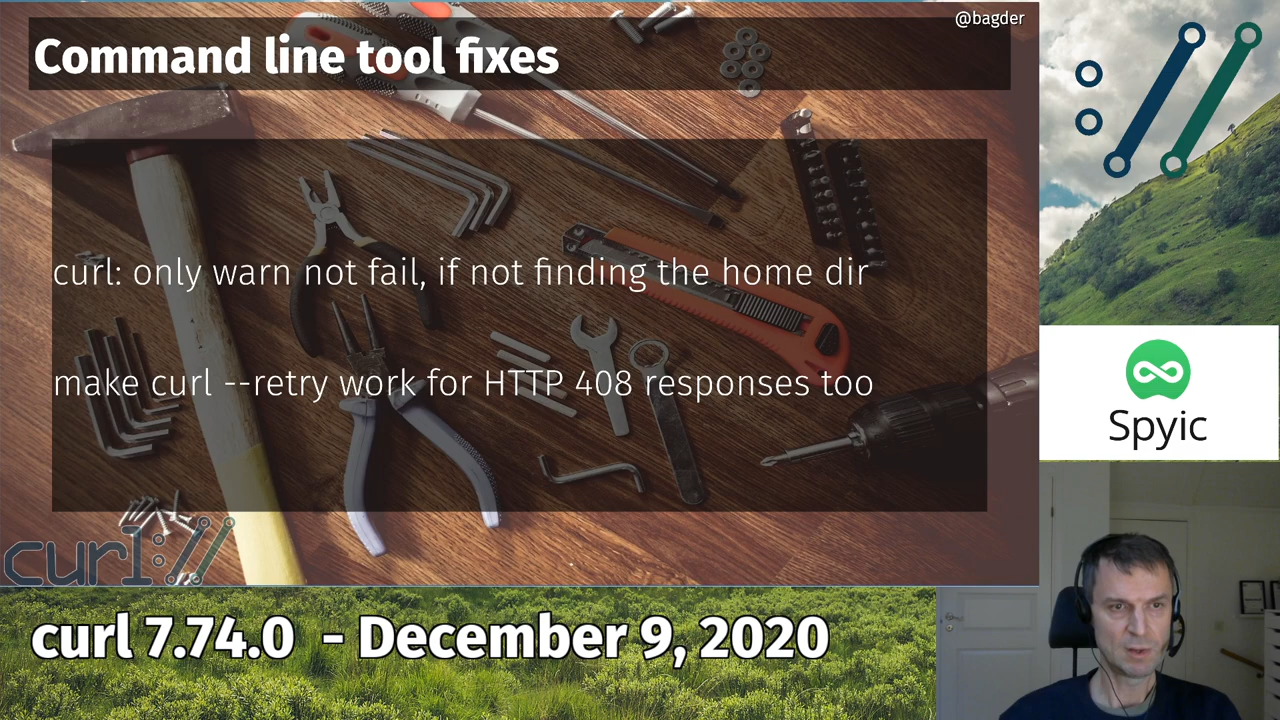 @bagder
Command line tool fixes
curl: only warn not fail, if not finding the home dir
make curl --retry work for HTTP 408 responses too
Spyic
curl://
curl 7.74.0 - December 9, 2020